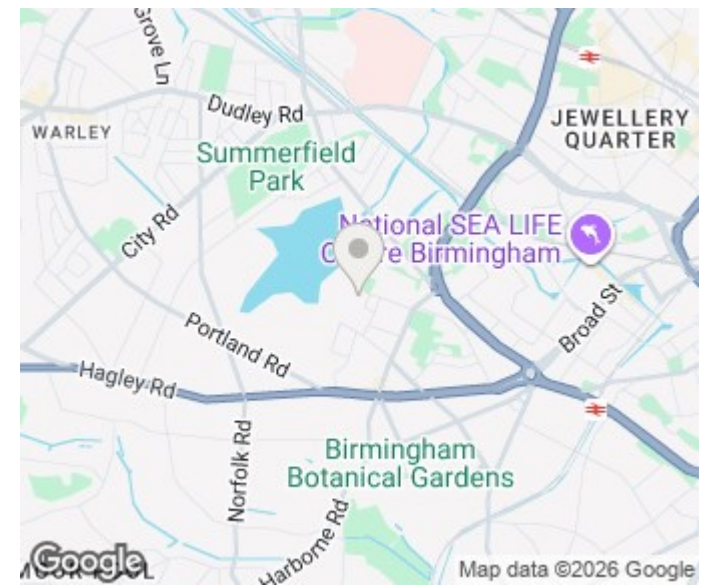 Grove Ln
Dudley Rd
WARLEY
JEWELLERY
QUARTER
Summerfield
Park
City Rd
National SEA LIFE
Centre Birmingham
Broad St
Portland Rd
Hagley Rd
Norfolk Rd
Birmingham
Botanical Gardens
Harborne Rd
Google
Map data ©2026 Google